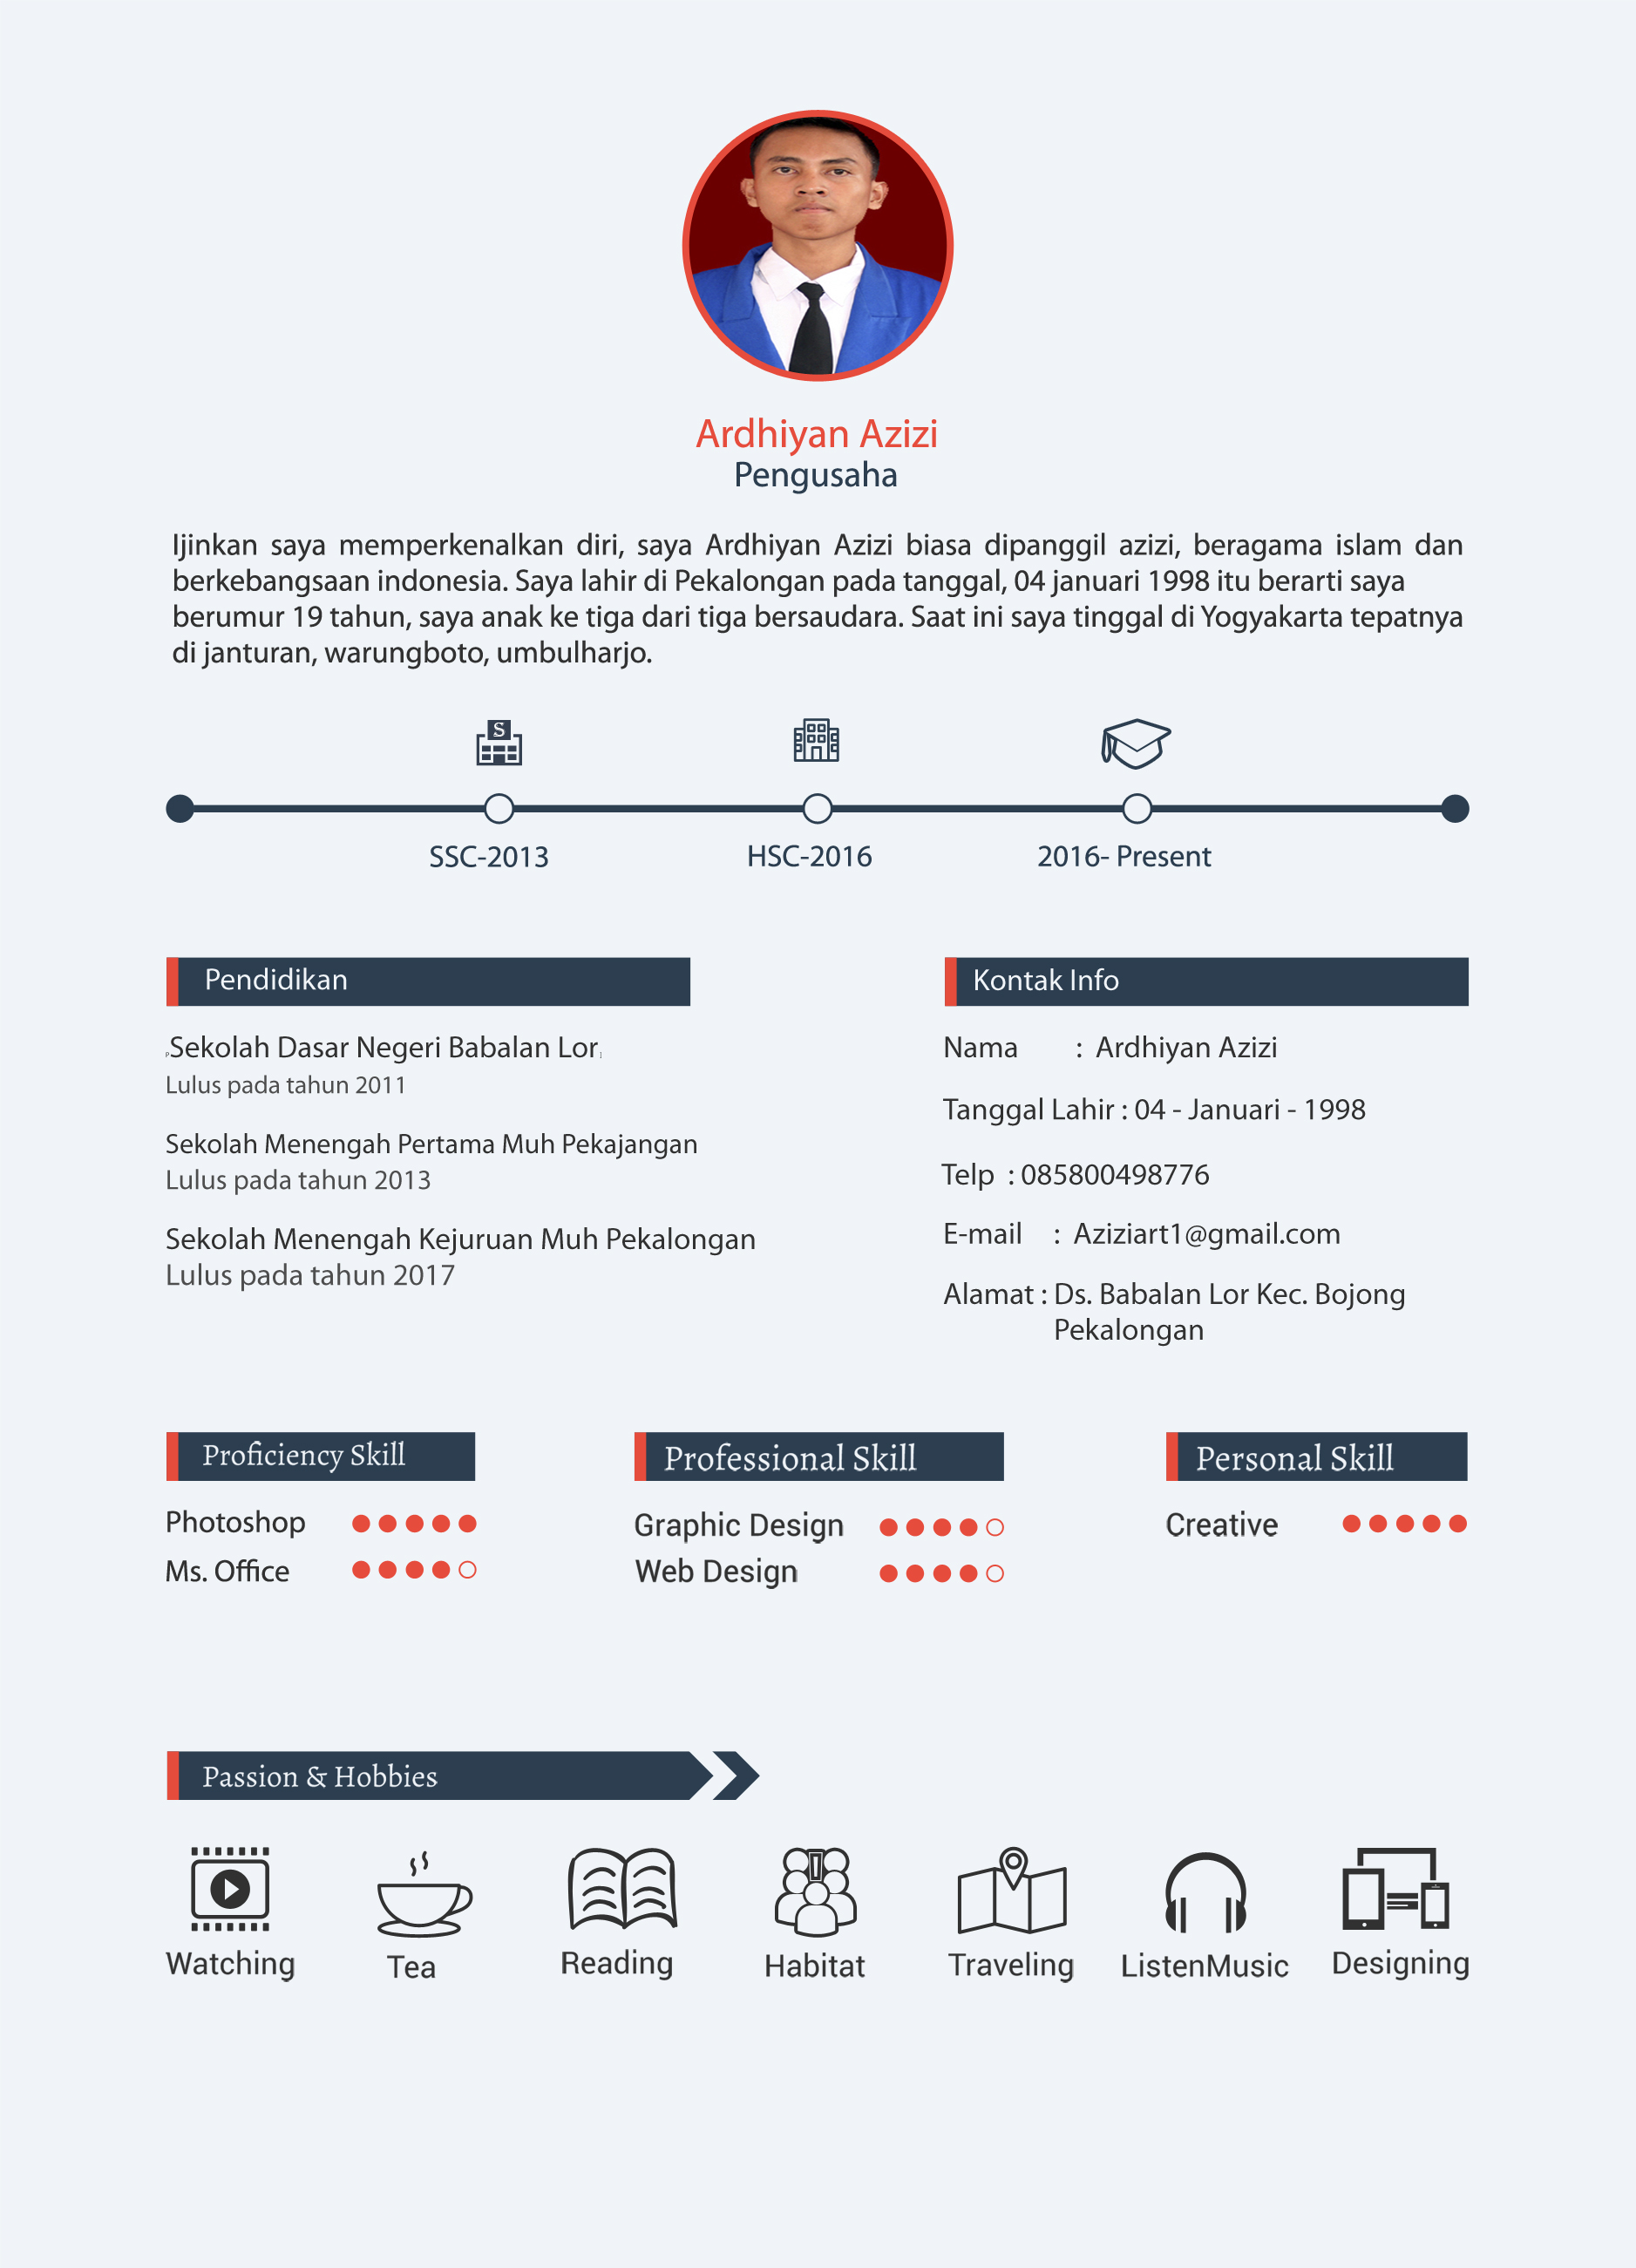 Ardhiyan Azizi
Pengusaha
Ijinkan saya memperkenalkan diri, saya Ardhiyan Azizi biasa dipanggil azizi, beragama islam dan
berkebangsaan indonesia. Saya lahir di Pekalongan pada tanggal, 04 januari 1998 itu berarti saya
berumur 19 tahun, saya anak ke tiga dari tiga bersaudara. Saat ini saya tinggal di Yogyakarta tepatnya
di janturan, warungboto, umbulharjo.
S
SSC-2013
HSC-2016
2016- Present
Pendidikan
Sekolah Dasar Negeri Babalan Lor
Lulus pada tahun 2011
Sekolah Menengah Pertama Muh Pekajangan
Lulus pada tahun 2013
Sekolah Menengah Kejuruan Muh Pekalongan
Lulus pada tahun 2017
Kontak Info
Nama : Ardhiyan Azizi
Tanggal Lahir : 04 - Januari - 1998
Telp : 085800498776
E-mail : Aziziart1@gmail.com
Alamat : Ds. Babalan Lor Kec. Bojong
Pekalongan
Proficiency Skill
Photoshop
Ms. Office
Professional Skill
Graphic Design
Web Design
Personal Skill
Creative
Passion & Hobbies
Watching
Tea
Reading
Habitat
Traveling
ListenMusic
Designing